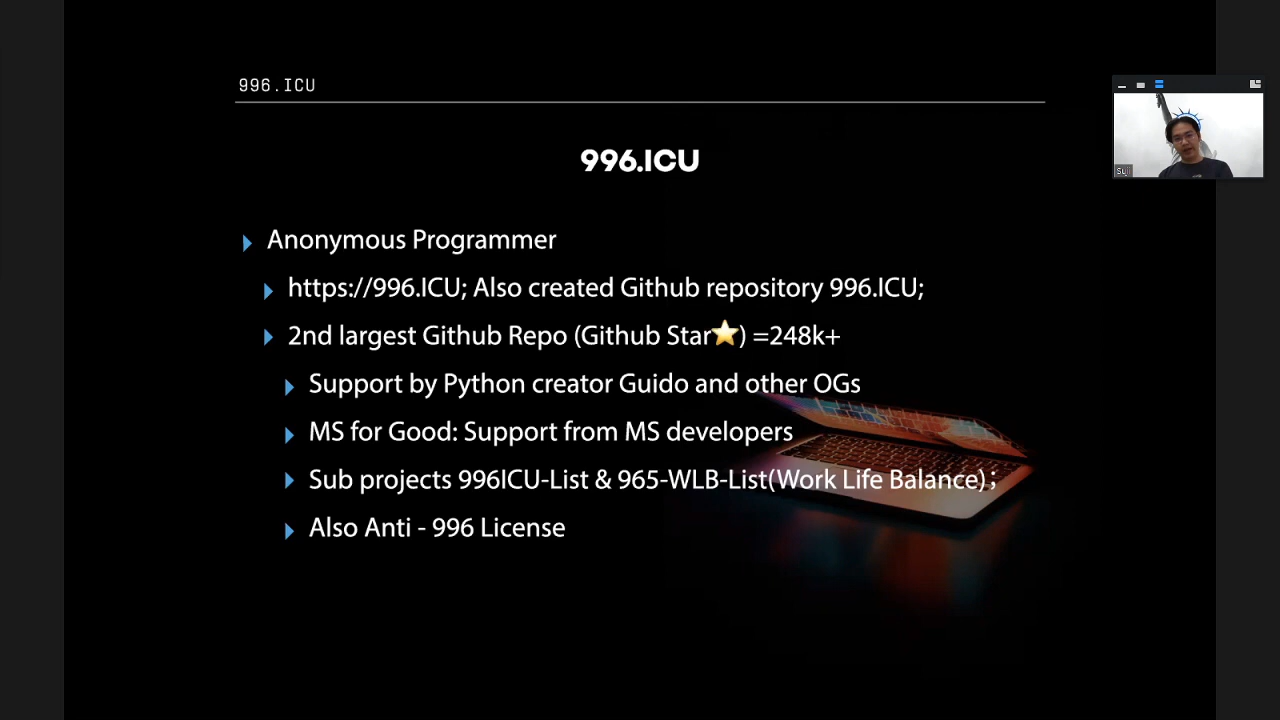 996.ICU
996.ICU
Anonymous Programmer
https://996.ICU; Also created Github repository 996.ICU;
2nd largest Github Repo (Github Star⭐) =248k+
Support by Python creator Guido and other OGs
MS for Good: Support from MS developers
Sub projects 996ICU-List & 965-WLB-List(Work Life Balance);
Also Anti - 996 License
Suji